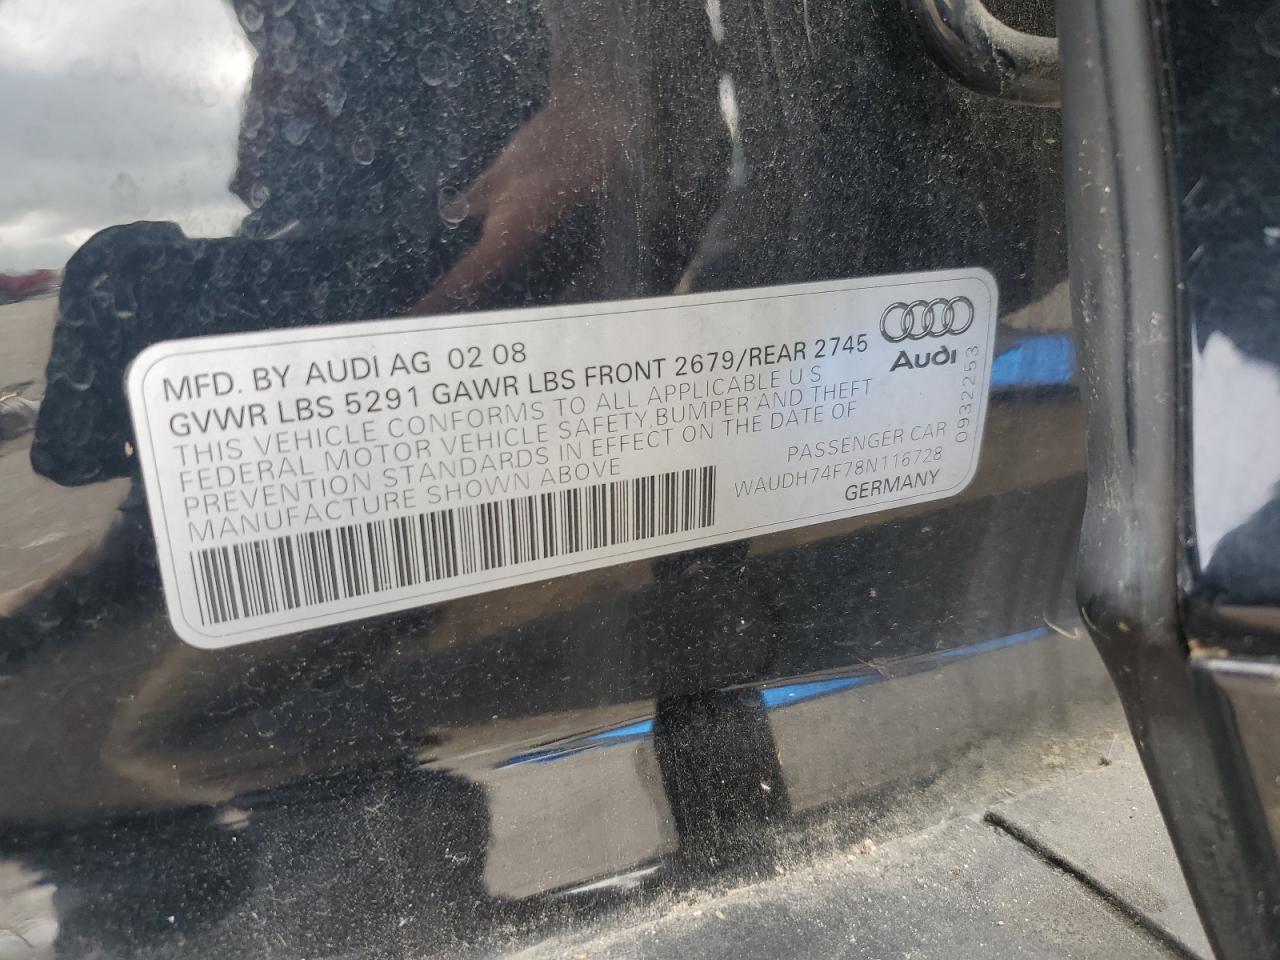 MFD. BY AUDI AG 02 08
GVWR LBS 5291 GAWR LBS FRONT 2679/REAR 2745
THIS VEHICLE CONFORMS TO ALL APPLICABLE U S
FEDERAL MOTOR VEHICLE SAFETY, BUMPER AND THEFT
PREVENTION STANDARDS IN EFFECT ON THE DATE OF
MANUFACTURE SHOWN ABOVE
Audi
0932253
PASSENGER CAR
WAUDH74F78N116728
GERMANY